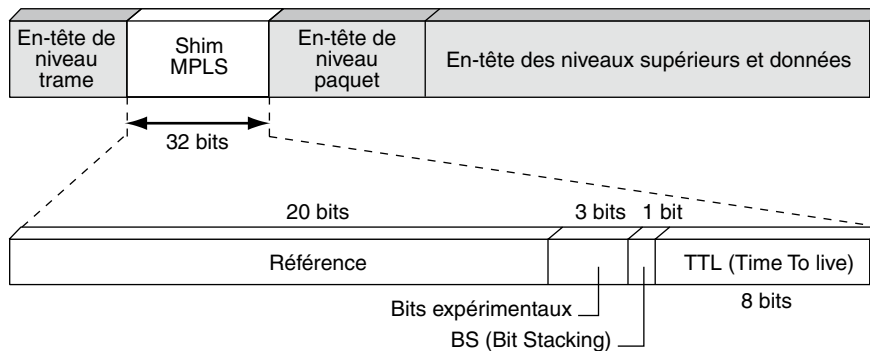 En-tête de
niveau
trame
Shim
MPLS
En-tête de
niveau
paquet
En-tête des niveaux supérieurs et données
32 bits
20 bits
3 bits
1 bit
Référence
TTL (Time To live)
Bits expérimentaux
8 bits
BS (Bit Stacking)